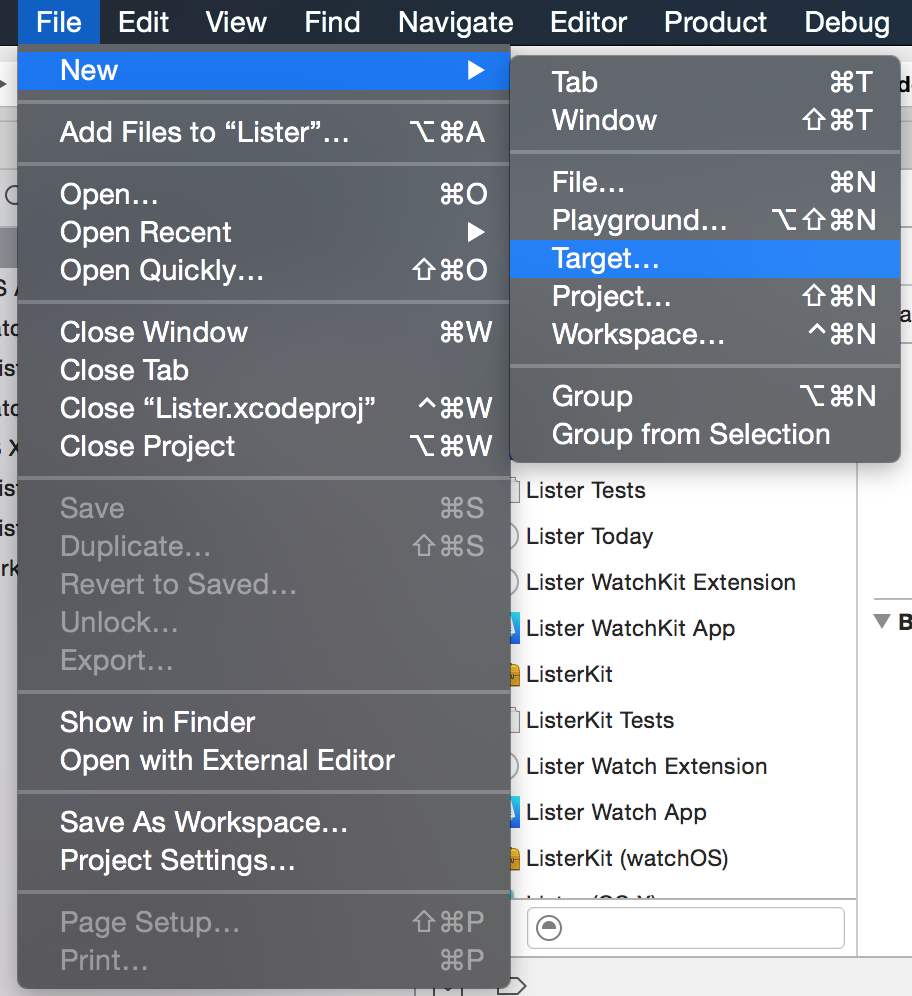 File Edit View Find Navigate Editor Product Debug
New ▶
Add Files to “Lister”… ⌥⌘A
Open… ⌘O
Open Recent ▶
Open Quickly… ⇧⌘O
Close Window ⌘W
Close Tab
Close “Lister.xcodeproj” ^⌘W
Close Project ⌥⌘W
Save ⌘S
Duplicate… ⇧⌘S
Revert to Saved…
Unlock…
Export…
Show in Finder
Open with External Editor
Save As Workspace…
Project Settings…
Page Setup… ⇧⌘P
Print… ⌘P
Tab ⌘T
Window ⇧⌘T
File… ⌘N
Playground… ⌥⇧⌘N
Target…
Project… ⇧⌘N
Workspace… ^⌘N
Group ⌥⌘N
Group from Selection
Lister Tests
Lister Today
Lister WatchKit Extension
Lister WatchKit App
ListerKit
ListerKit Tests
Lister Watch Extension
Lister Watch App
ListerKit (watchOS)